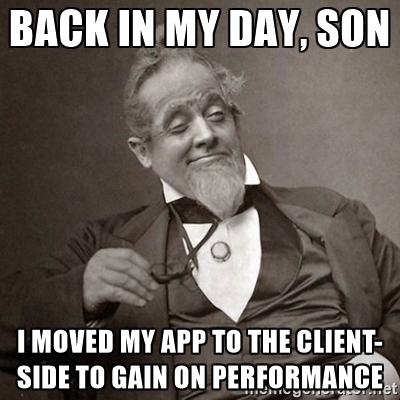 BACK IN MY DAY, SON
I MOVED MY APP TO THE CLIENT-
SIDE TO GAIN ON PERFORMANCE
memegenerator.net